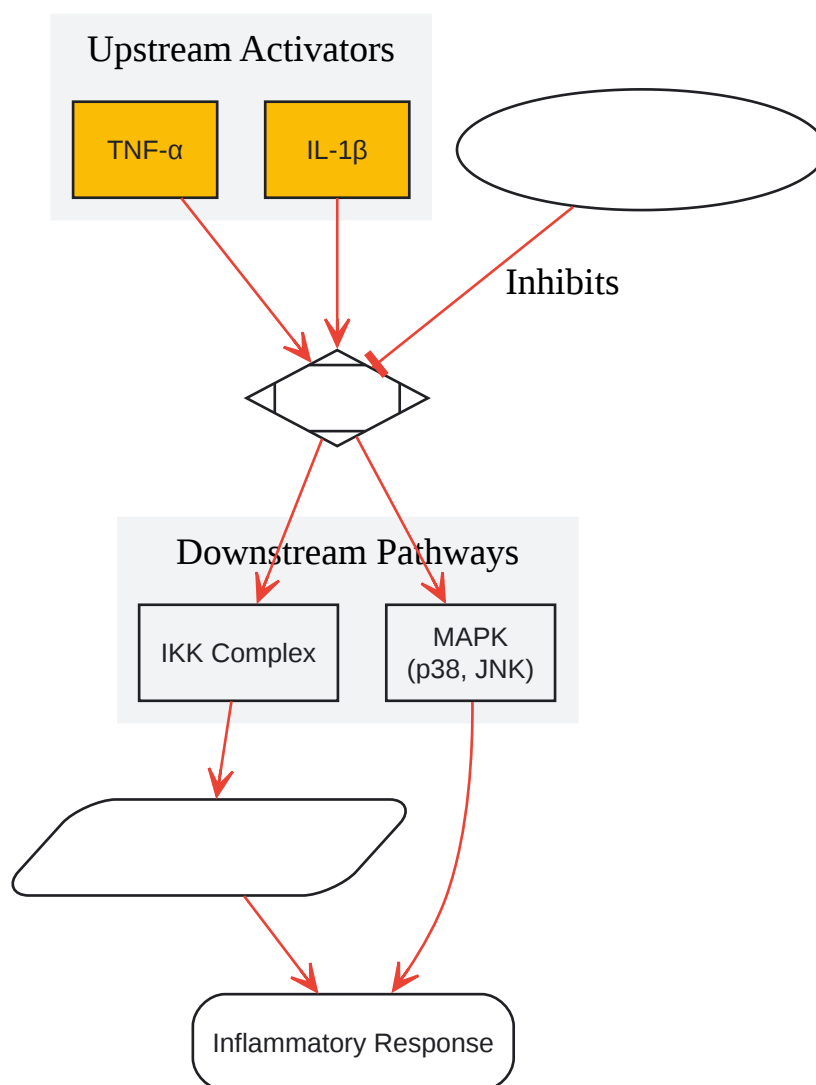 Upstream Activators
TNF-α
IL-1β
Inhibits
Downstream Pathways
IKK Complex
MAPK
(p38, JNK)
Inflammatory Response